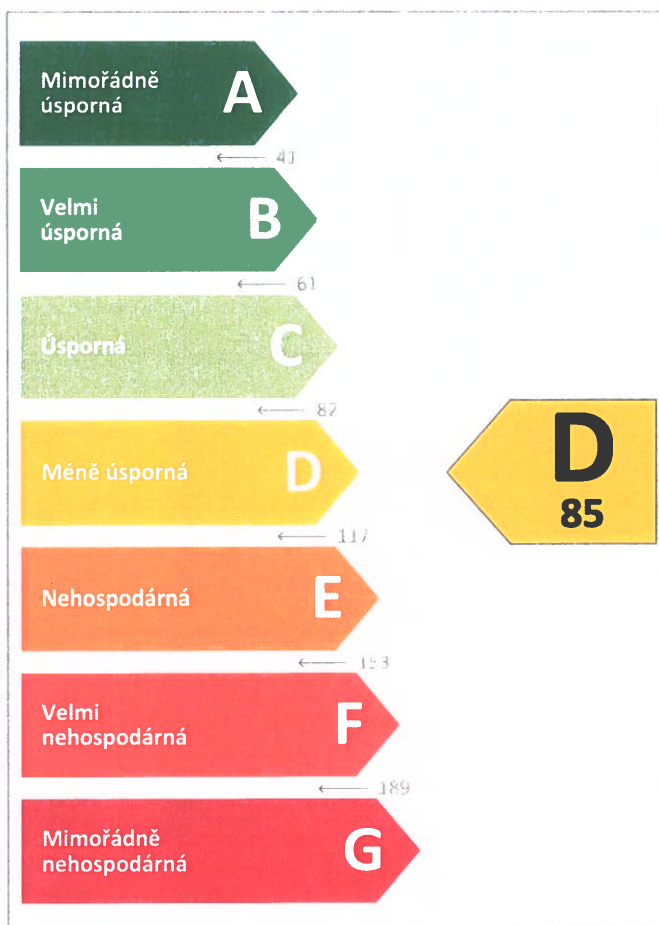 Mimořádně
úsporná
A
← 41
Velmi
úsporná
B
← 61
Úsporná
C
← 82
Méně úsporná
D
D
85
← 117
Nehospodárná
E
← 153
Velmi
nehospodárná
F
← 189
Mimořádně
nehospodárná
G